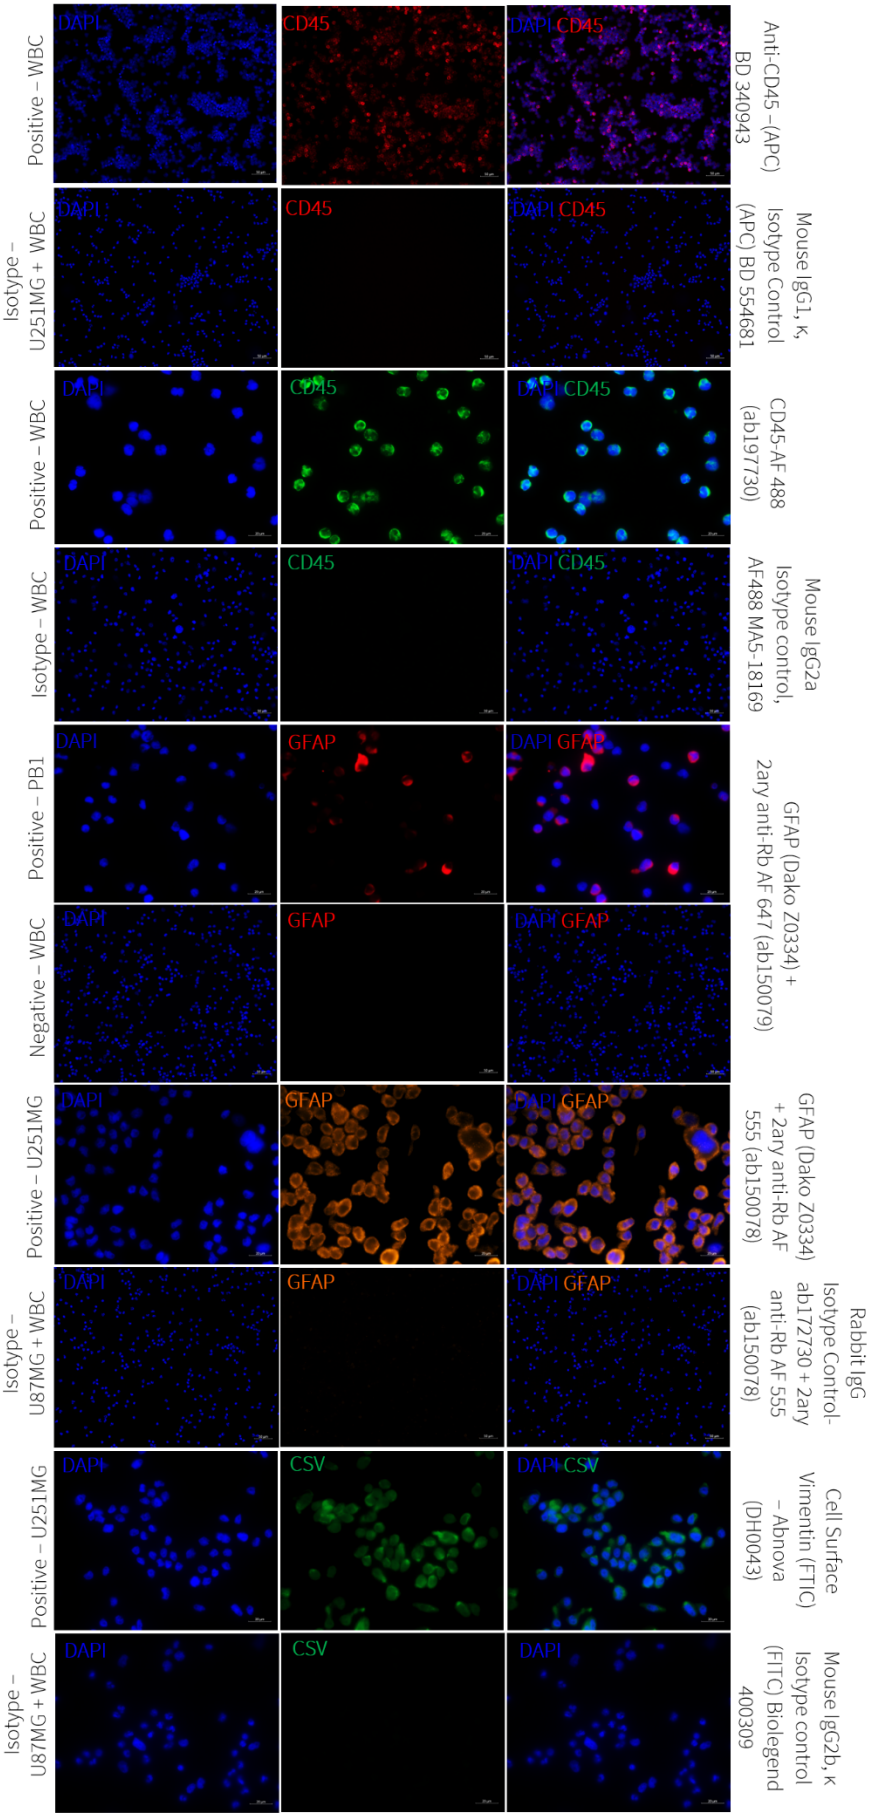 DAPI
CD45
DAPI CD45
Positive – WBC
Anti-CD45 – (APC)
BD 340943
DAPI
CD45
DAPI CD45
Isotype –
U251MG + WBC
Mouse IgG1, κ,
Isotype Control
(APC) BD 554681
DAPI
CD45
DAPI CD45
Positive – WBC
CD45-AF 488
(ab197730)
DAPI
CD45
DAPI CD45
Isotype – WBC
Mouse IgG2a
Isotype control,
AF488 MA5-18169
DAPI
GFAP
DAPI GFAP
Positive – PB1
GFAP (Dako Z0334) +
2ary anti-Rb AF 647 (ab150079)
DAPI
GFAP
DAPI GFAP
Negative – WBC
DAPI
GFAP
DAPI GFAP
Positive – U251MG
GFAP (Dako Z0334)
+ 2ary anti-Rb AF
555 (ab150078)
DAPI
GFAP
DAPI GFAP
Isotype –
U87MG + WBC
Rabbit IgG
Isotype Control-
ab172730 + 2ary
anti-Rb AF 555
(ab150078)
DAPI
CSV
DAPI CSV
Positive – U251MG
Cell Surface
Vimentin (FTIC)
– Abnova
(DH0043)
DAPI
CSV
DAPI
Isotype –
U87MG + WBC
Mouse IgG2b, κ
Isotype control
(FITC) Biolegend
400309